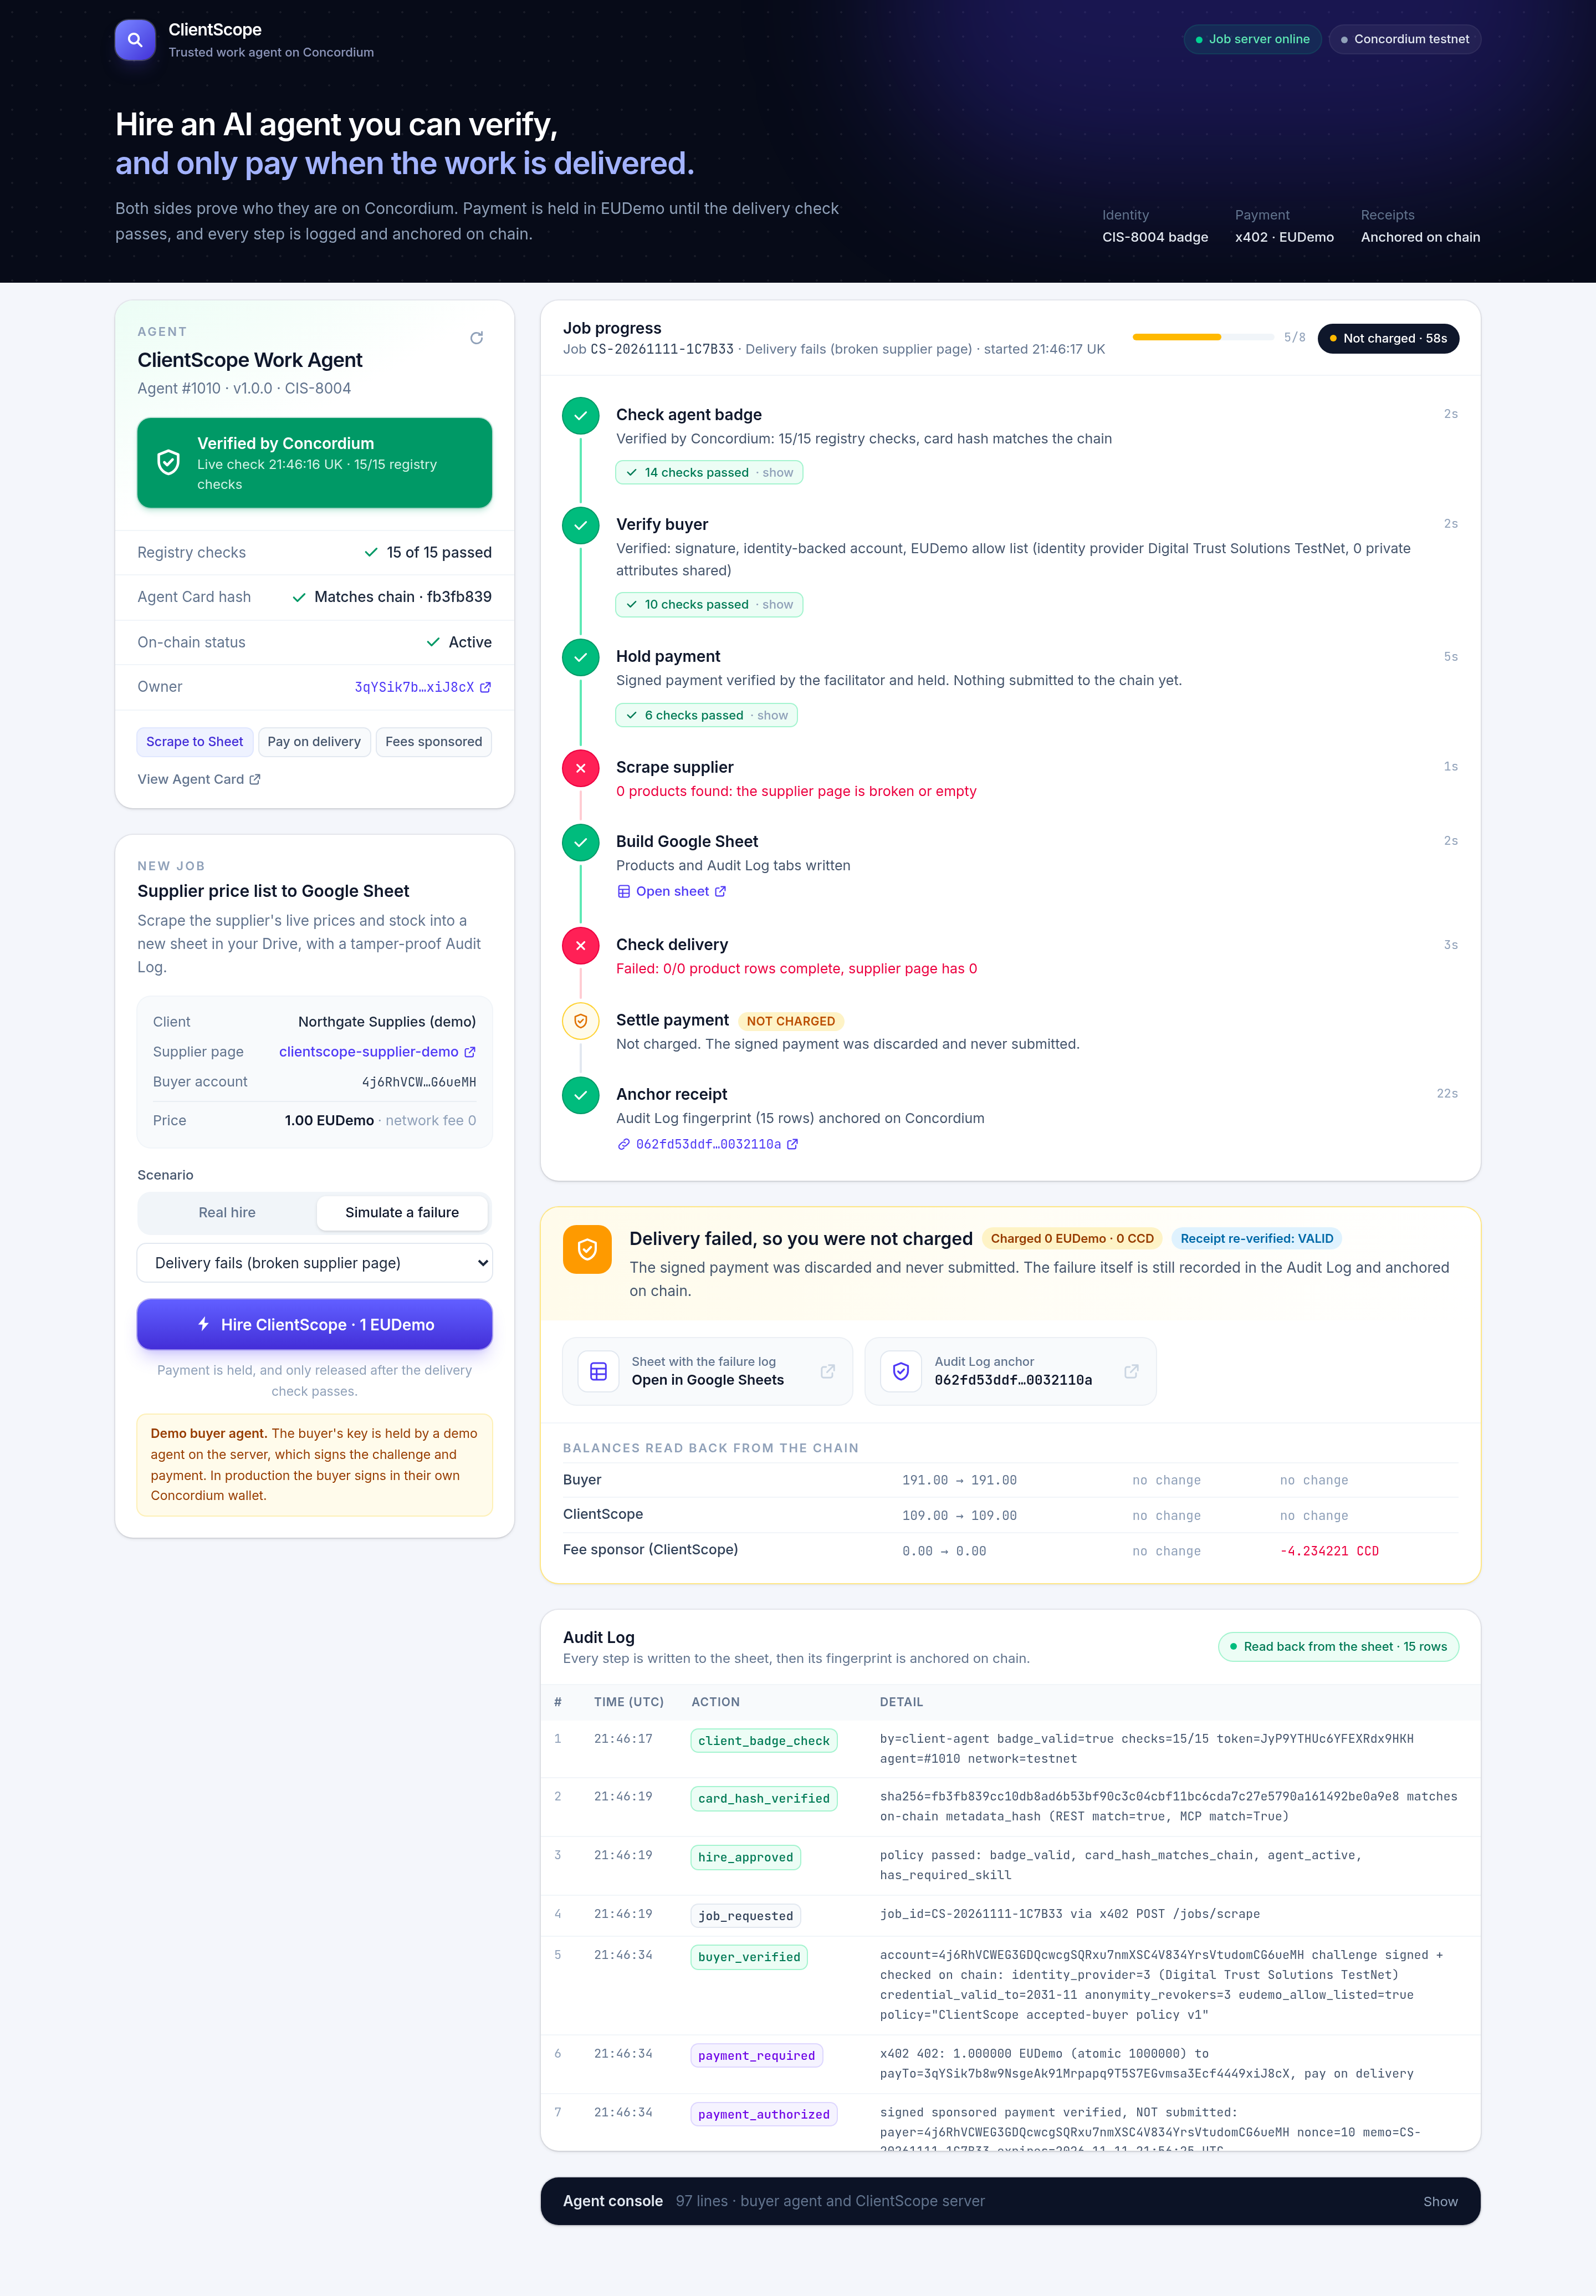 ClientScope
Trusted work agent on Concordium
Job server online
Concordium testnet
Hire an AI agent you can verify,
and only pay when the work is delivered.
Both sides prove who they are on Concordium. Payment is held in EUDemo until the delivery check
passes, and every step is logged and anchored on chain.
Identity
CIS-8004 badge
Payment
x402 · EUDemo
Receipts
Anchored on chain
AGENT
ClientScope Work Agent
Agent #1010 · v1.0.0 · CIS-8004
Verified by Concordium
Live check 21:46:16 UK · 15/15 registry
checks
Registry checks
15 of 15 passed
Agent Card hash
Matches chain · fb3fb839
On-chain status
Active
Owner
3qYSik7b…xiJ8cX
Scrape to Sheet
Pay on delivery
Fees sponsored
View Agent Card
NEW JOB
Supplier price list to Google Sheet
Scrape the supplier's live prices and stock into a
new sheet in your Drive, with a tamper-proof Audit
Log.
Client
Northgate Supplies (demo)
Supplier page
clientscope-supplier-demo
Buyer account
4j6RhVCW…G6ueMH
Price
1.00 EUDemo · network fee 0
Scenario
Real hire
Simulate a failure
Delivery fails (broken supplier page)
Hire ClientScope · 1 EUDemo
Payment is held, and only released after the delivery
check passes.
Demo buyer agent. The buyer's key is held by a demo
agent on the server, which signs the challenge and
payment. In production the buyer signs in their own
Concordium wallet.
Job progress
Job CS-20261111-1C7B33 · Delivery fails (broken supplier page) · started 21:46:17 UK
5/8
Not charged · 58s
Check agent badge
2s
Verified by Concordium: 15/15 registry checks, card hash matches the chain
14 checks passed · show
Verify buyer
2s
Verified: signature, identity-backed account, EUDemo allow list (identity provider Digital Trust Solutions TestNet, 0 private
attributes shared)
10 checks passed · show
Hold payment
5s
Signed payment verified by the facilitator and held. Nothing submitted to the chain yet.
6 checks passed · show
Scrape supplier
1s
0 products found: the supplier page is broken or empty
Build Google Sheet
2s
Products and Audit Log tabs written
Open sheet
Check delivery
3s
Failed: 0/0 product rows complete, supplier page has 0
Settle payment NOT CHARGED
Not charged. The signed payment was discarded and never submitted.
Anchor receipt
22s
Audit Log fingerprint (15 rows) anchored on Concordium
062fd53ddf…0032110a
Delivery failed, so you were not charged
Charged 0 EUDemo · 0 CCD
Receipt re-verified: VALID
The signed payment was discarded and never submitted. The failure itself is still recorded in the Audit Log and anchored
on chain.
Sheet with the failure log
Open in Google Sheets
Audit Log anchor
062fd53ddf…0032110a
BALANCES READ BACK FROM THE CHAIN
Buyer 191.00 → 191.00 no change no change
ClientScope 109.00 → 109.00 no change no change
Fee sponsor (ClientScope) 0.00 → 0.00 no change -4.234221 CCD
Audit Log
Every step is written to the sheet, then its fingerprint is anchored on chain.
Read back from the sheet · 15 rows
# TIME (UTC) ACTION DETAIL
1 21:46:17 client_badge_check by=client-agent badge_valid=true checks=15/15 token=JyP9YTHUc6YFEXRdx9HKH
agent=#1010 network=testnet
2 21:46:19 card_hash_verified sha256=fb3fb839cc10db8ad6b53bf90c3c04cbf11bc6cda7c27e5790a161492be0a9e8 matches
on-chain metadata_hash (REST match=true, MCP match=True)
3 21:46:19 hire_approved policy passed: badge_valid, card_hash_matches_chain, agent_active,
has_required_skill
4 21:46:19 job_requested job_id=CS-20261111-1C7B33 via x402 POST /jobs/scrape
5 21:46:34 buyer_verified account=4j6RhVCWEG3GDQcwcgSQRxu7nmXSC4V834YrsVtudomCG6ueMH challenge signed +
checked on chain: identity_provider=3 (Digital Trust Solutions TestNet)
credential_valid_to=2031-11 anonymity_revokers=3 eudemo_allow_listed=true
policy="ClientScope accepted-buyer policy v1"
6 21:46:34 payment_required x402 402: 1.000000 EUDemo (atomic 1000000) to
payTo=3qYSik7b8w9NsgeAk91Mrpapq9T5S7EGvmsa3Ecf4449xiJ8cX, pay on delivery
7 21:46:34 payment_authorized signed sponsored payment verified, NOT submitted:
payer=4j6RhVCWEG3GDQcwcgSQRxu7nmXSC4V834YrsVtudomCG6ueMH nonce=10 memo=CS-
20261111-1C7B33 expires=2026-11-11 21:56:25 UTC
Agent console 97 lines · buyer agent and ClientScope server
Show